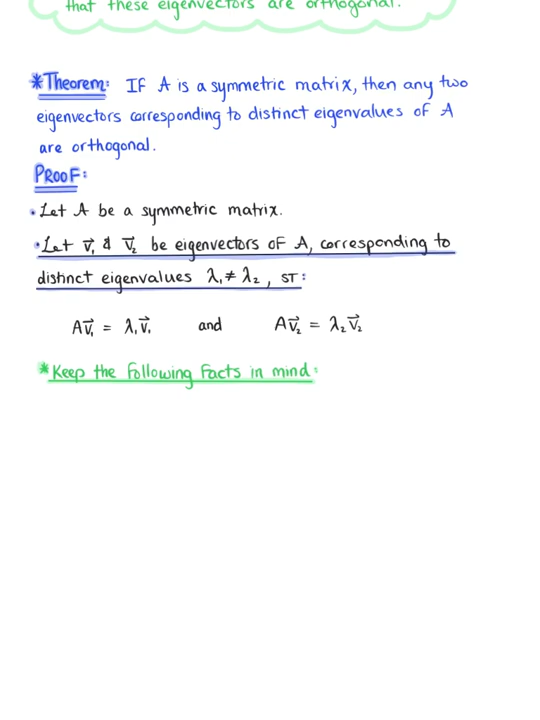 that these eigenvectors are orthogonal.
*Theorem: If A is a symmetric matrix, then any two
eigenvectors corresponding to distinct eigenvalues of A
are orthogonal.
PROOF:
• Let A be a symmetric matrix.
• Let v⃗₁ & v⃗₂ be eigenvectors of A, corresponding to
distinct eigenvalues λ₁ ≠ λ₂, ST:
Av⃗₁ = λ₁v⃗₁ and Av⃗₂ = λ₂v⃗₂
*Keep the Following Facts in mind: